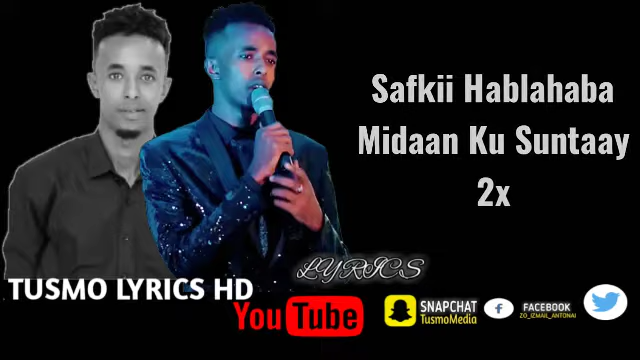 Safkii Hablahaba
Midaan Ku Suntaay
2x
LYRICS
TUSMO LYRICS HD
YouTube
SNAPCHAT
TusmoMedia
f
FACEBOOK
ZO_IZMAIL_ANTONAI